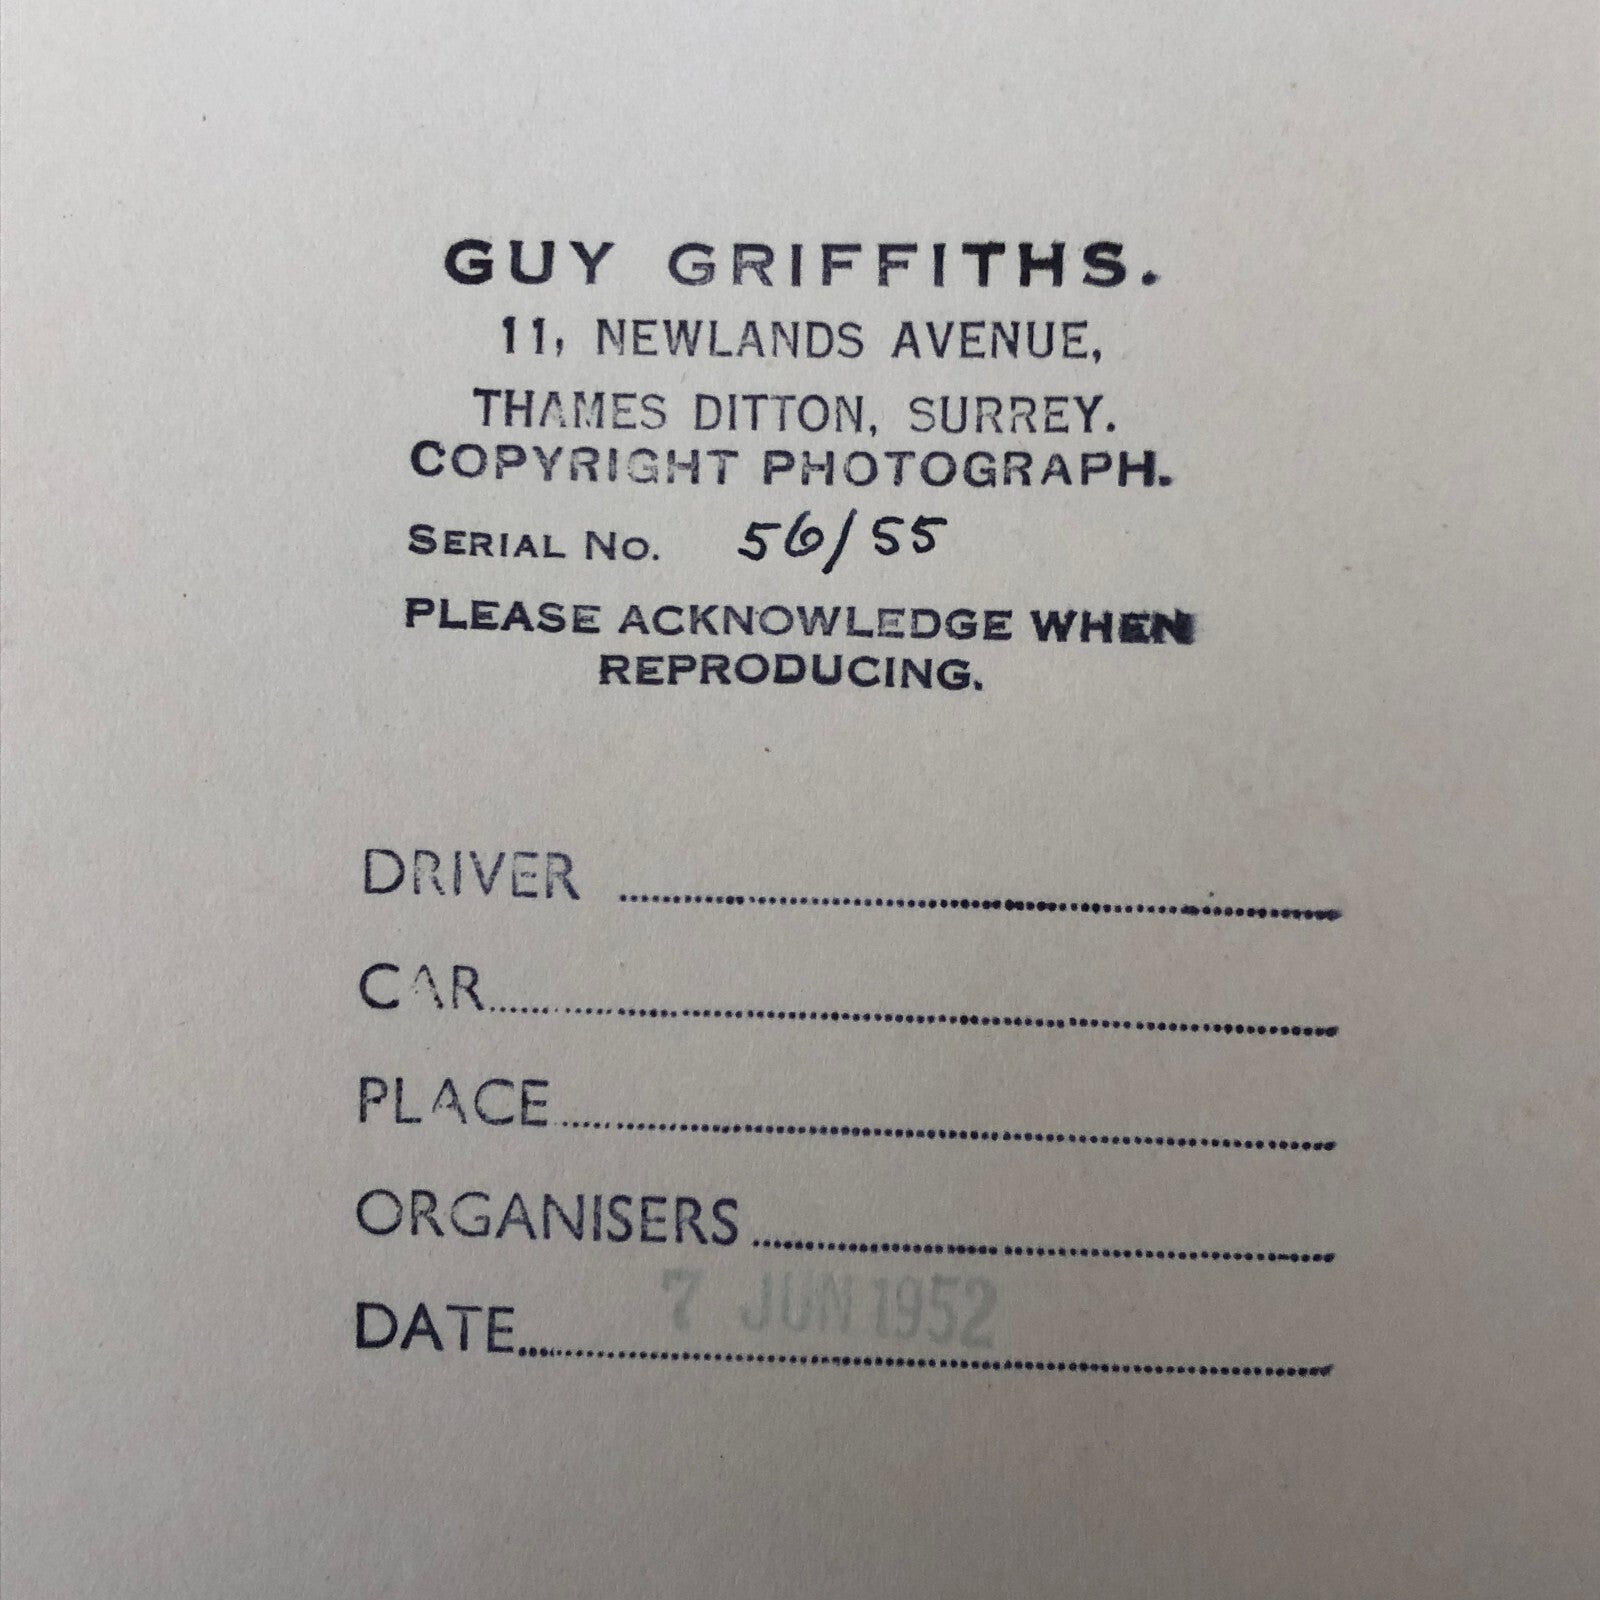 GUY GRIFFITHS.
11, NEWLANDS AVENUE,
THAMES DITTON, SURREY.
COPYRIGHT PHOTOGRAPH.
SERIAL NO. 56/55
PLEASE ACKNOWLEDGE WHEN
REPRODUCING.
DRIVER ....................
CAR....................
PLACE....................
ORGANISERS....................
DATE.... 7 JUN 1952 ....................